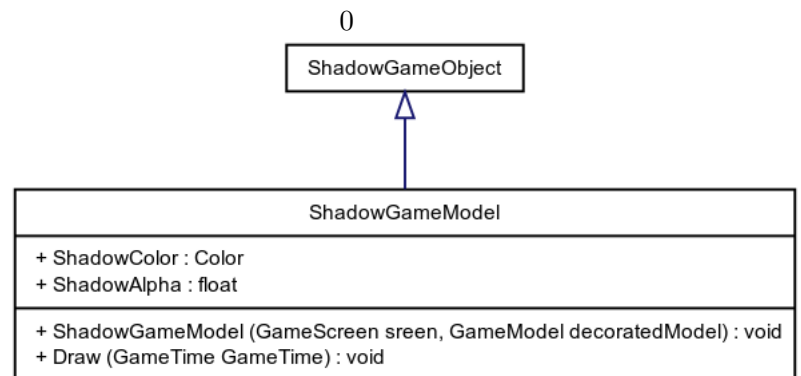 0
ShadowGameObject
ShadowGameModel
+ ShadowColor : Color
+ ShadowAlpha : float
+ ShadowGameModel (GameScreen sreen, GameModel decoratedModel) : void
+ Draw (GameTime GameTime) : void